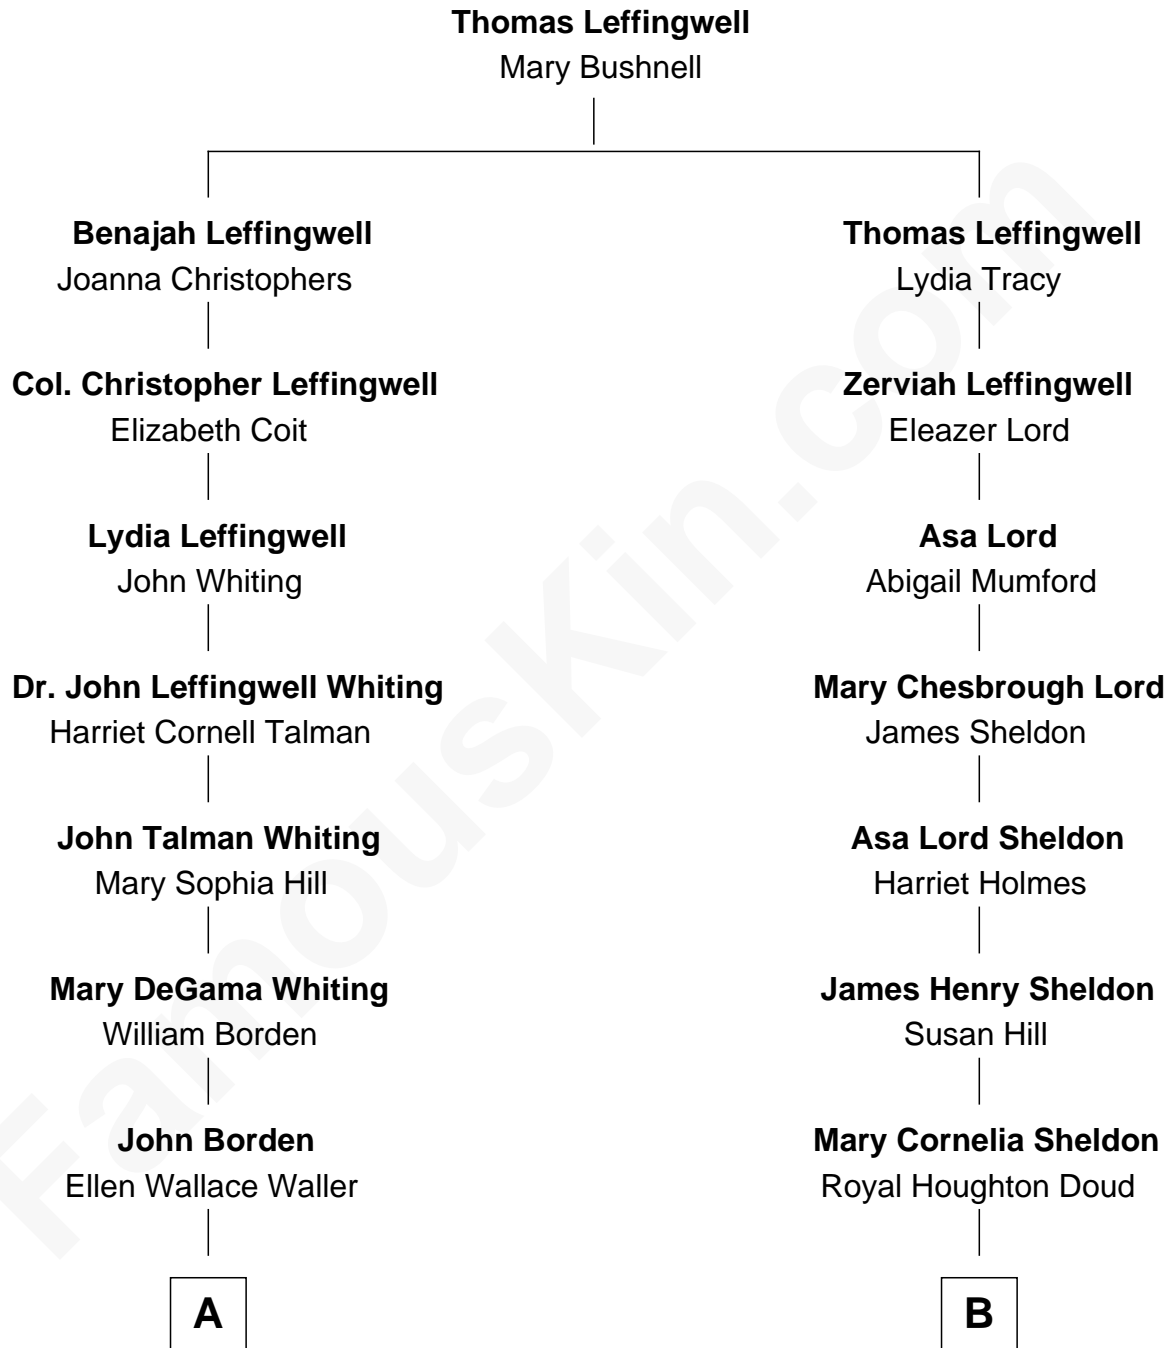 Thomas Leffingwell
Mary Bushnell
Benajah Leffingwell
Joanna Christophers
Col. Christopher Leffingwell
Elizabeth Coit
Lydia Leffingwell
John Whiting
Dr. John Leffingwell Whiting
Harriet Cornell Talman
John Talman Whiting
Mary Sophia Hill
Mary DeGama Whiting
William Borden
John Borden
Ellen Wallace Waller
A
Thomas Leffingwell
Lydia Tracy
Zerviah Leffingwell
Eleazer Lord
Asa Lord
Abigail Mumford
Mary Chesbrough Lord
James Sheldon
Asa Lord Sheldon
Harriet Holmes
James Henry Sheldon
Susan Hill
Mary Cornelia Sheldon
Royal Houghton Doud
B
FamousKin.com